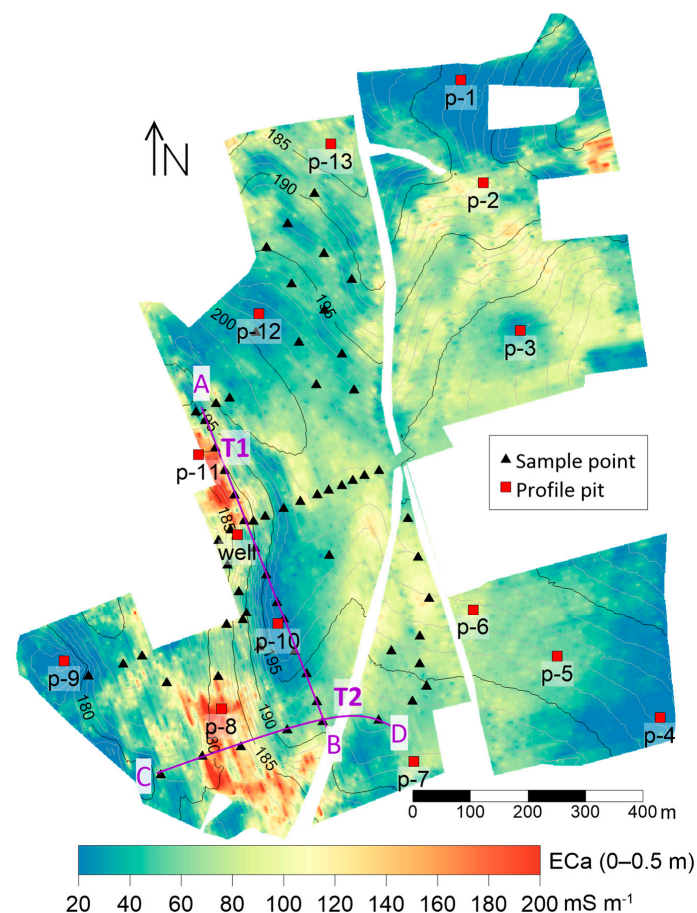 p-1
185
N
p-13
190
p-2
195
200
p-12
p-3
A
195
T1
p-11
Sample point
Profile pit
185
well
p-6
p-10
p-5
195
p-9
180
T2
190
p-8
180
B
D
p-4
185
C
p-7
0 100 200 300 400 m
ECa (0–0.5 m)
20 40 60 80 100 120 140 160 180 200 mS m⁻¹